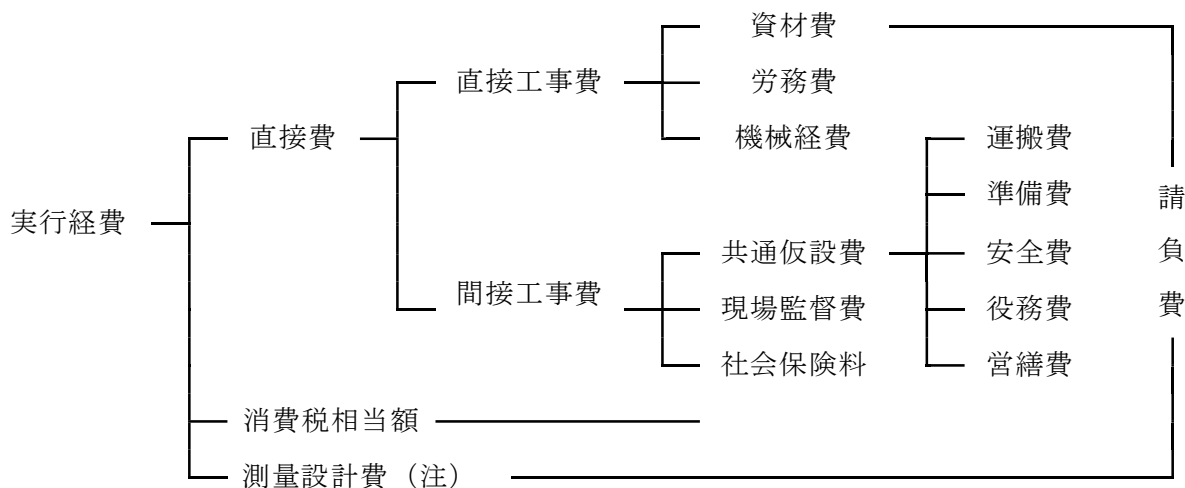 資材費
直接工事費
労務費
直接費
機械経費
運搬費
準備費
実行経費
共通仮設費
安全費
間接工事費
現場監督費
役務費
社会保険料
営繕費
請負費
消費税相当額
測量設計費（注）